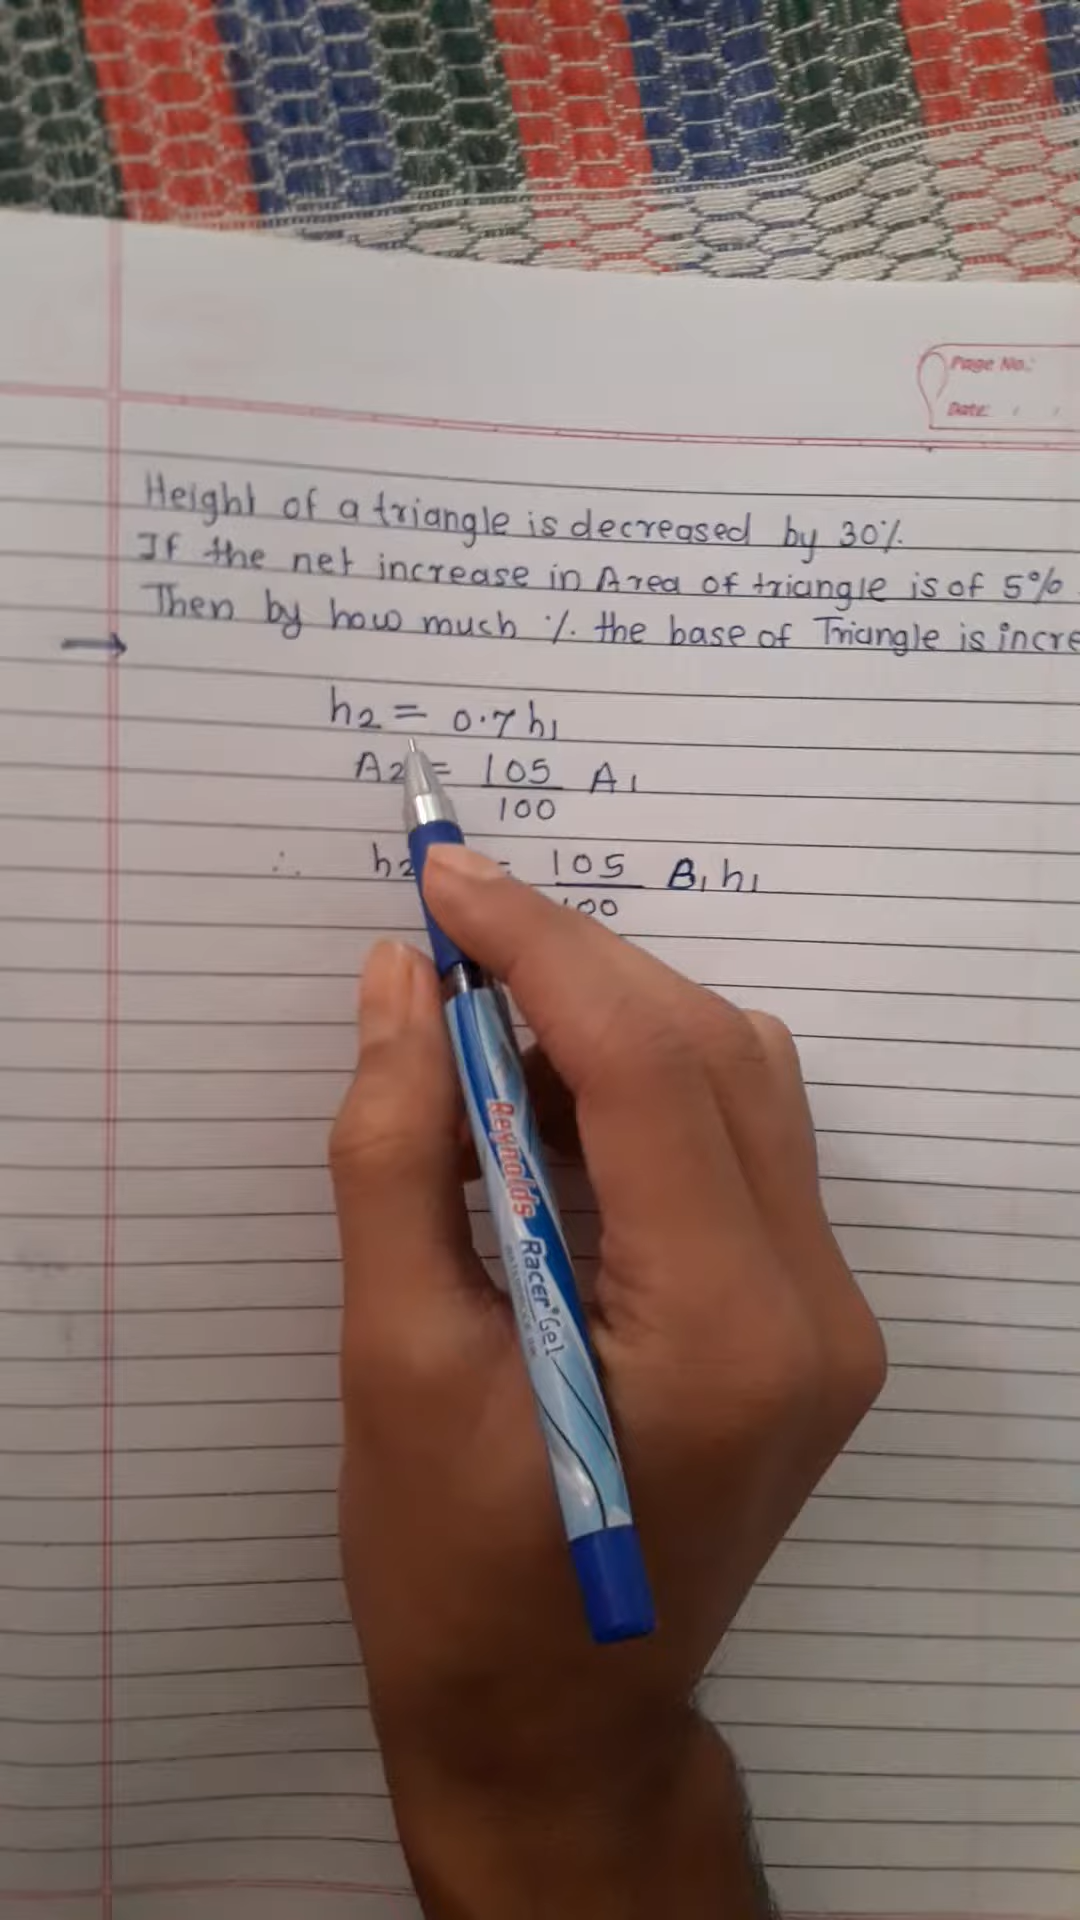 Page No.:
Date:
Height of a triangle is decreased by 30%.
If the net increase in Area of triangle is of 5%
Then by how much % the base of Triangle is incre
h2 = 0.7 h1
A2 = 105 A1
100
∴ h2 = 105 B1 h1
100
Reynolds Racer Gel